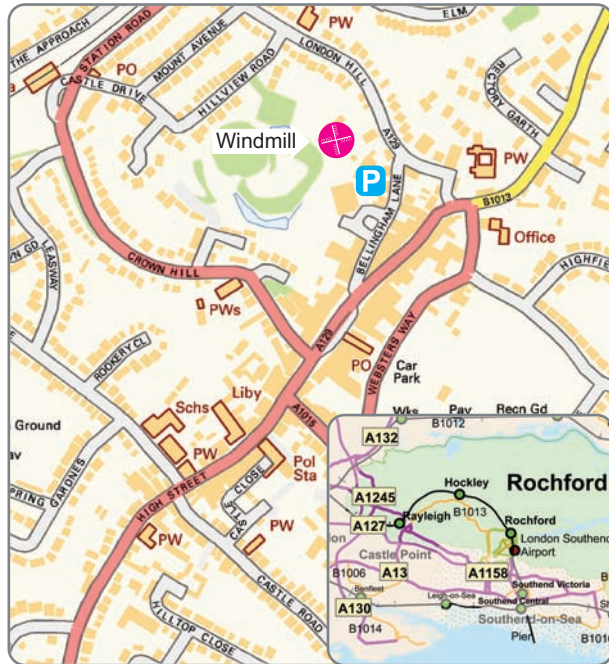 PW
ELM
THE APPROACH
STATION ROAD
PO
MOUNT AVENUE
LONDON HILL
CASTLE DRIVE
HILLVIEW ROAD
RECTORY GARTH
A129
Windmill
P
PW
BELLINGHAM LANE
B1013
Office
LEASWAY
CROWN HILL
HIGHFIE
PWs
A129
WEBSTERS WAY
ROOKERY CL
PO
Car
Park
Liby
Schs
A1015
Ground
PW
Pol
Sta
HIGH STREET
CASTLE CLOSE
SPRING GARDNES
PW
PW
CASTLE ROAD
HILLTOP CLOSE
Wks
Pav
Recn Gd
A132
B1012
Hockley
Rochford
A1245
B1013
A127
Rayleigh
Rochford
London Southend
Airport
Castle Point
B1006
A13
A1158
Benfleet
Southend Victoria
A130
Leigh-on-Sea
Southend Central
Southend-on-Sea
B1014
Pier